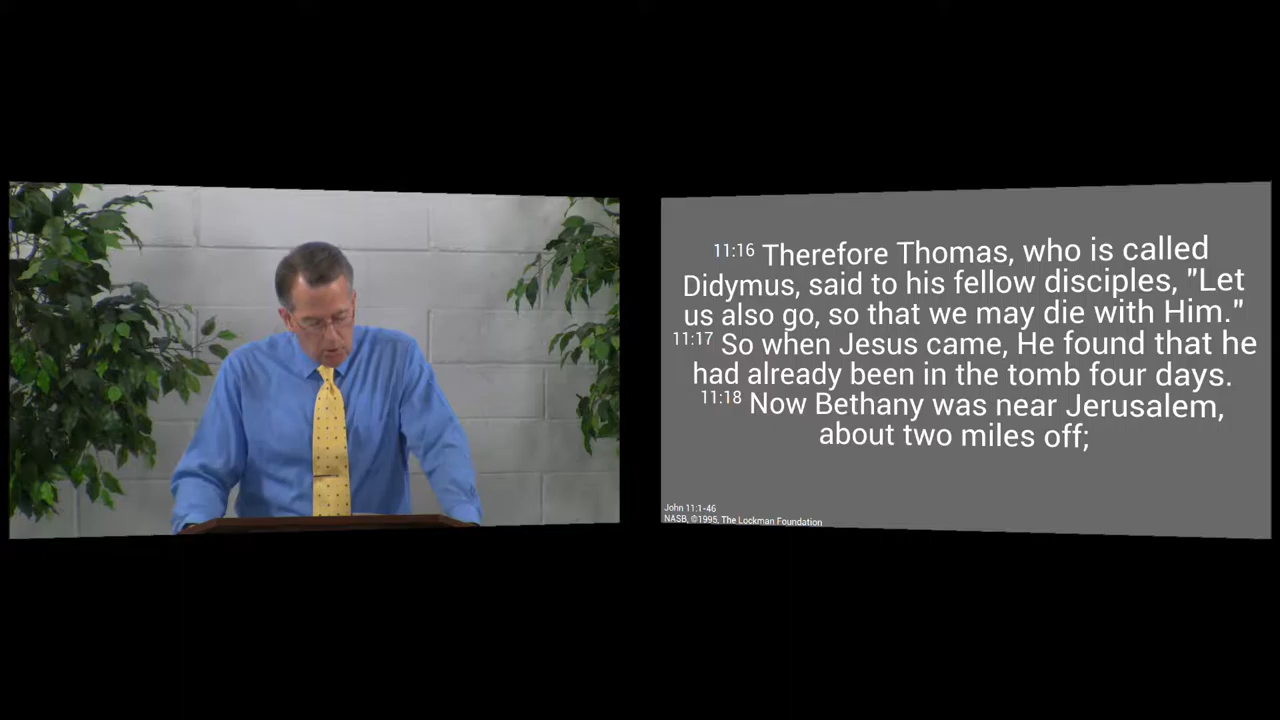 11:16 Therefore Thomas, who is called
Didymus, said to his fellow disciples, "Let
us also go, so that we may die with Him."
11:17 So when Jesus came, He found that he
had already been in the tomb four days.
11:18 Now Bethany was near Jerusalem,
about two miles off;
John 11:1-46
NASB, ©1995, The Lockman Foundation